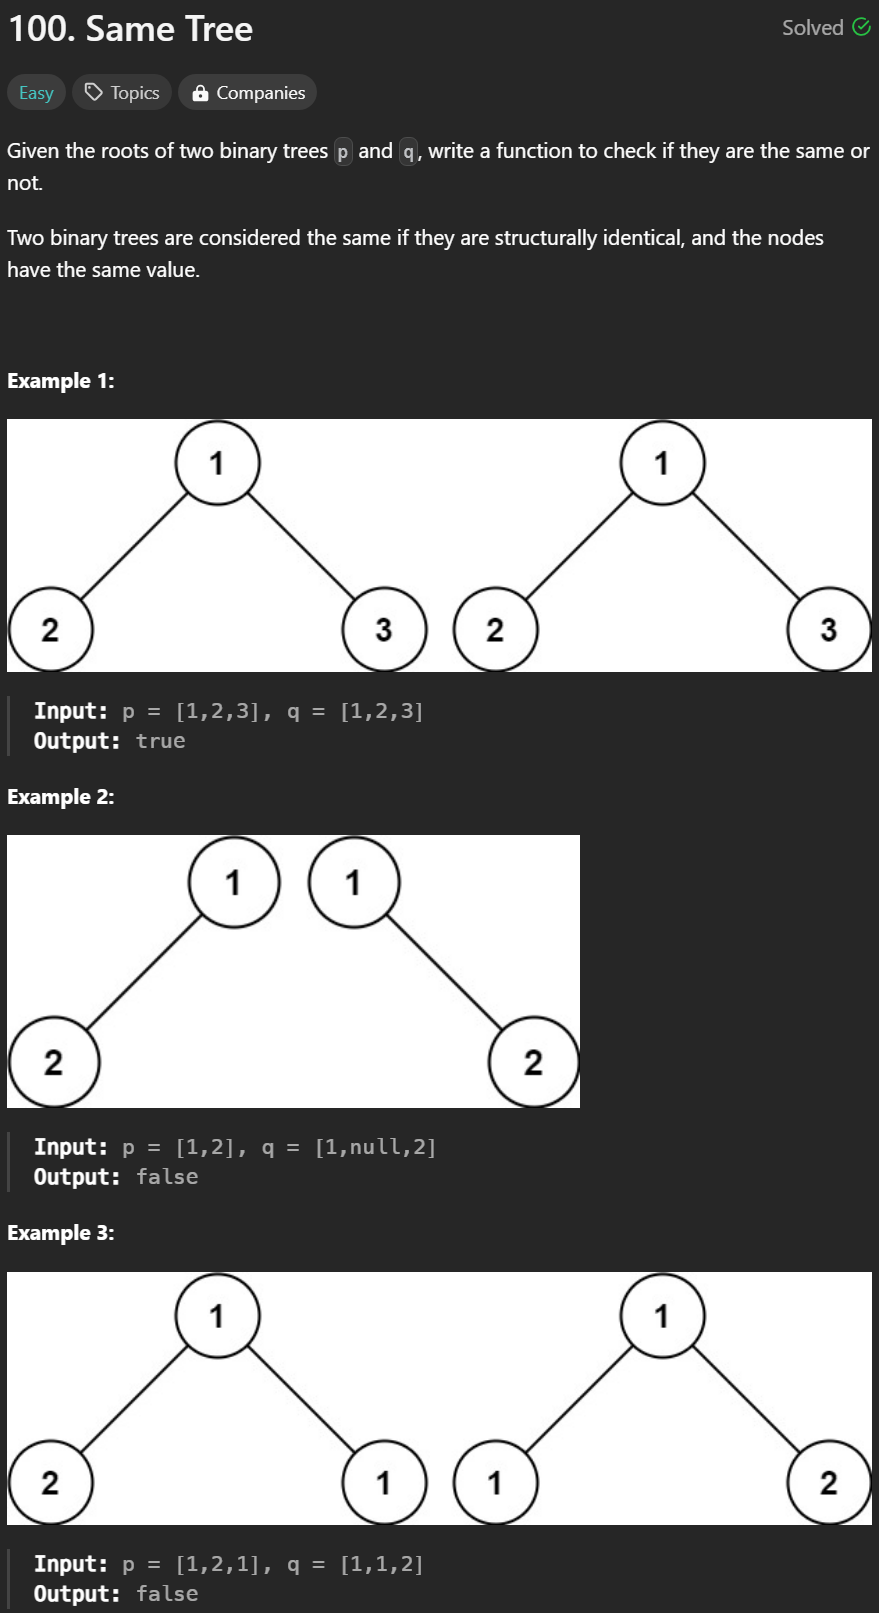 100. Same Tree
Solved
Easy Topics Companies
Given the roots of two binary trees p and q, write a function to check if they are the same or
not.
Two binary trees are considered the same if they are structurally identical, and the nodes
have the same value.
Example 1:
1 1
2 3 2 3
Input: p = [1,2,3], q = [1,2,3]
Output: true
Example 2:
1 1
2 2
Input: p = [1,2], q = [1,null,2]
Output: false
Example 3:
1 1
2 1 1 2
Input: p = [1,2,1], q = [1,1,2]
Output: false